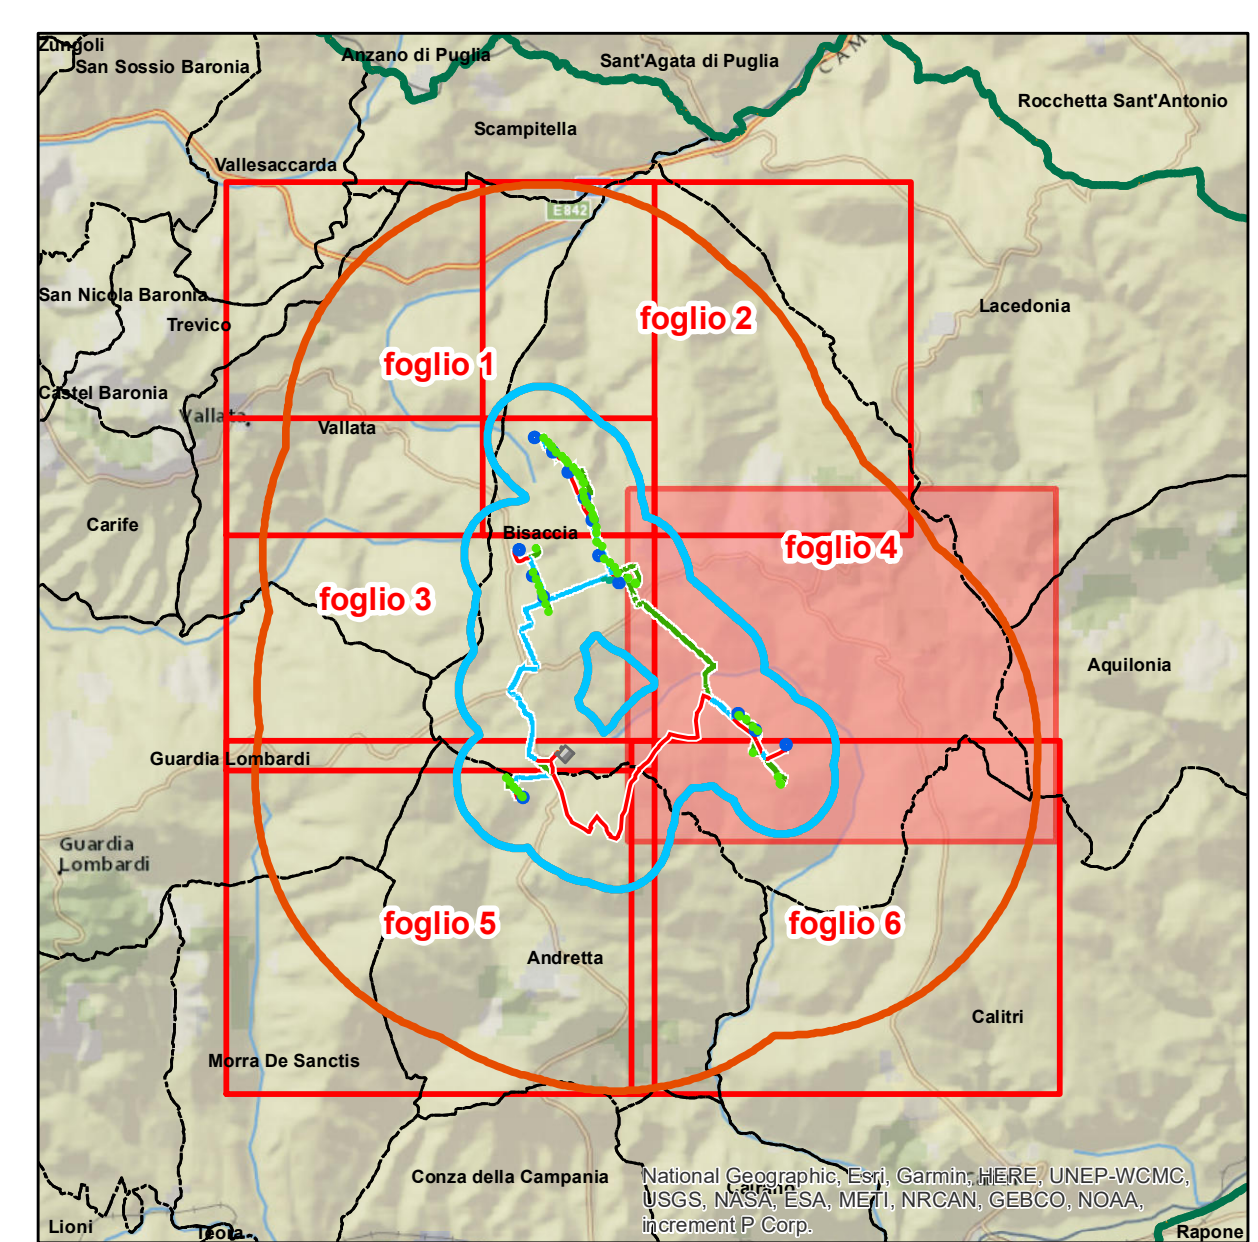 Zungoli
Anzano di Puglia
San Sossio Baronia
Sant'Agata di Puglia
CAM
Rocchetta Sant'Antonio
Scampitella
Vallesaccarda
E842
San Nicola Baronia
Lacedonia
foglio 2
Trevico
foglio 1
Castel Baronia
Vallata
Vallata
Carife
Bisaccia
foglio 4
foglio 3
Aquilonia
Guardia Lombardi
Guardia
Lombardi
foglio 5
foglio 6
Andretta
Calitri
Morra De Sanctis
Conza della Campania
National Geographic, Esri, Garmin, HERE, UNEP-WCMC,
USGS, NASA, ESA, METI, NRCAN, GEBCO, NOAA,
increment P Corp.
Lioni
Teora
Rapone